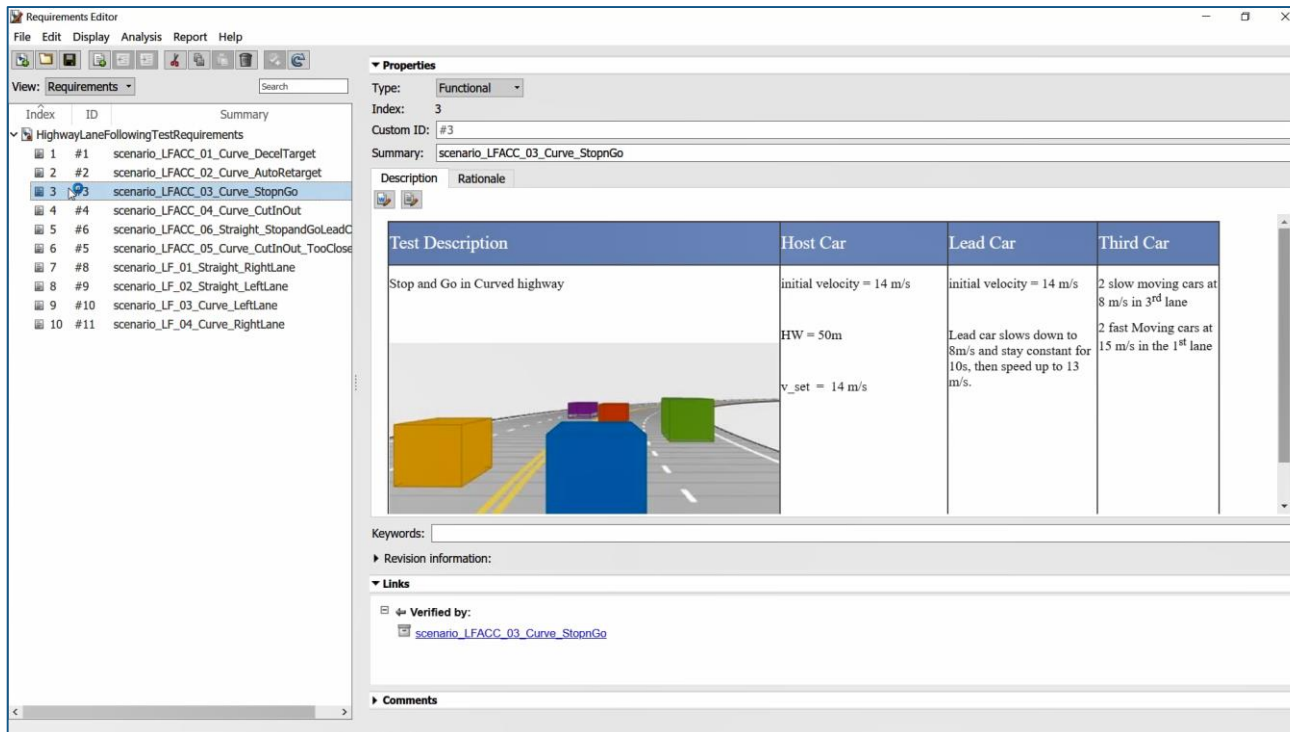 Requirements Editor
File Edit Display Analysis Report Help
View: Requirements
Search
Index ID Summary
HighwayLaneFollowingTestRequirements
1 #1 scenario_LFACC_01_Curve_DecelTarget
2 #2 scenario_LFACC_02_Curve_AutoRetarget
3 #3 scenario_LFACC_03_Curve_StopnGo
4 #4 scenario_LFACC_04_Curve_CutInOut
5 #6 scenario_LFACC_06_Straight_StopandGoLeadC
6 #5 scenario_LFACC_05_Curve_CutInOut_TooClose
7 #8 scenario_LF_01_Straight_RightLane
8 #9 scenario_LF_02_Straight_LeftLane
9 #10 scenario_LF_03_Curve_LeftLane
10 #11 scenario_LF_04_Curve_RightLane
Properties
Type: Functional
Index: 3
Custom ID: #3
Summary: scenario_LFACC_03_Curve_StopnGo
Description Rationale
Test Description Host Car Lead Car Third Car
Stop and Go in Curved highway
initial velocity = 14 m/s
HW = 50m
v_set = 14 m/s
initial velocity = 14 m/s
Lead car slows down to
8m/s and stay constant for
10s, then speed up to 13
m/s.
2 slow moving cars at
8 m/s in 3rd lane
2 fast Moving cars at
15 m/s in the 1st lane
Keywords:
Revision information:
Links
Verified by:
scenario_LFACC_03_Curve_StopnGo
Comments